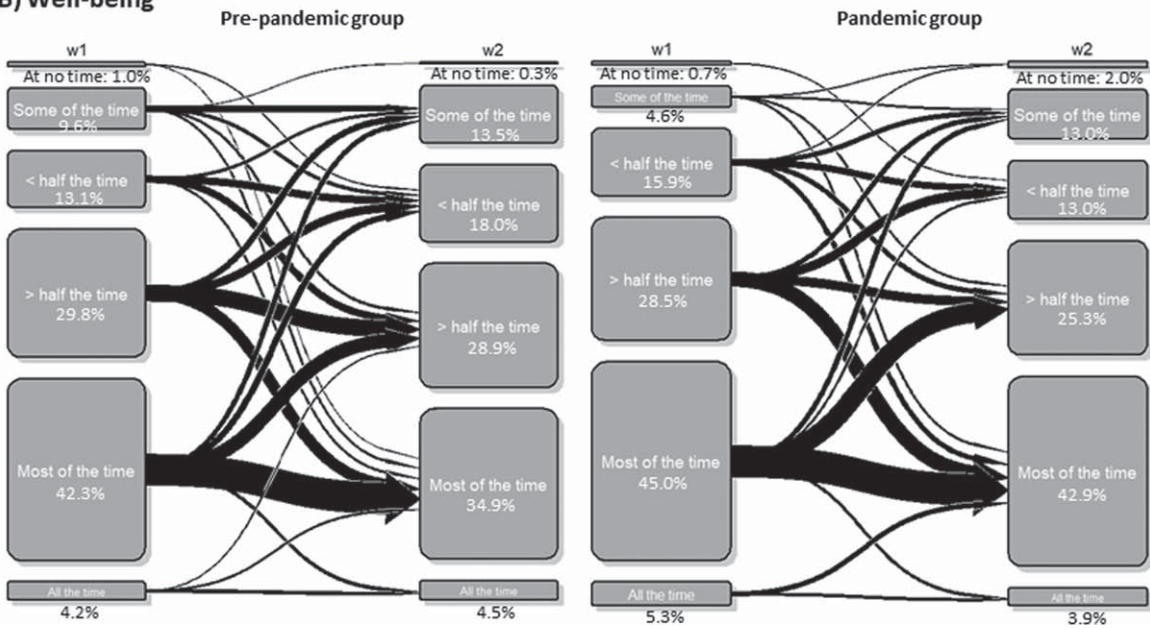 B) Well-being
Pre-pandemic group
w1
w2
At no time: 1.0%
At no time: 0.3%
Some of the time
9.6%
Some of the time
13.5%
< half the time
13.1%
< half the time
18.0%
> half the time
29.8%
> half the time
28.9%
Most of the time
42.3%
Most of the time
34.9%
All the time
4.2%
All the time
4.5%
Pandemic group
w1
w2
At no time: 0.7%
At no time: 2.0%
Some of the time
4.6%
Some of the time
13.0%
< half the time
15.9%
< half the time
13.0%
> half the time
28.5%
> half the time
25.3%
Most of the time
45.0%
Most of the time
42.9%
All the time
5.3%
All the time
3.9%